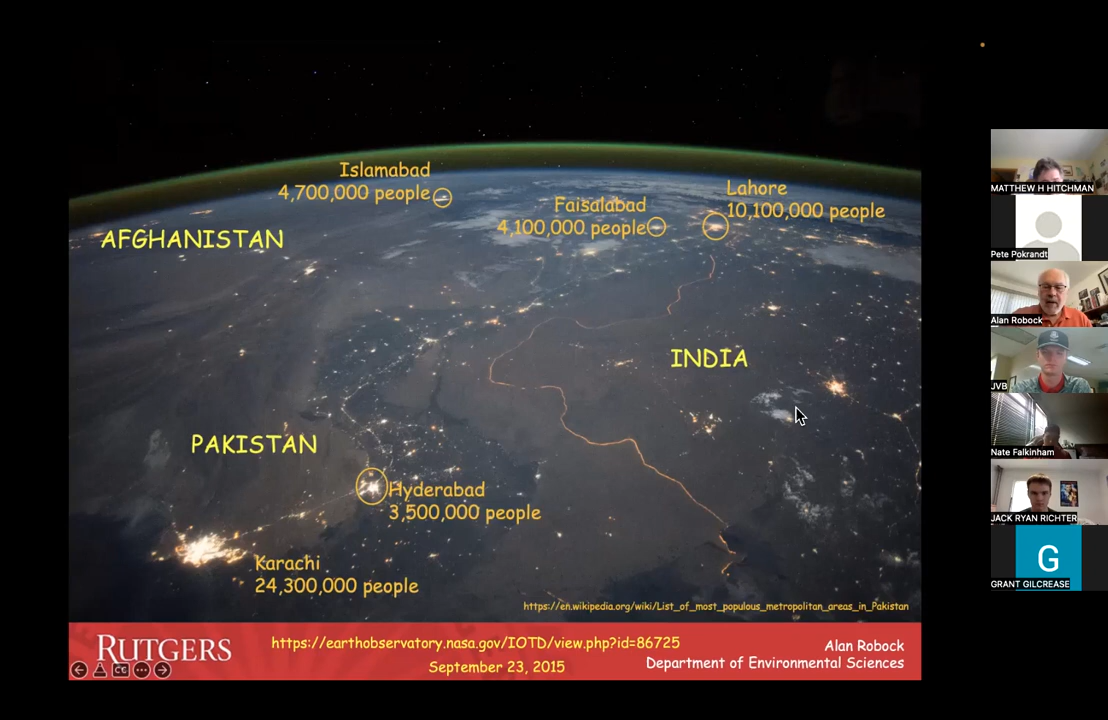 Islamabad
4,700,000 people
Faisalabad
4,100,000 people
Lahore
10,100,000 people
AFGHANISTAN
INDIA
PAKISTAN
Hyderabad
3,500,000 people
Karachi
24,300,000 people
https://en.wikipedia.org/wiki/List_of_most_populous_metropolitan_areas_in_Pakistan
RUTGERS
https://earthobservatory.nasa.gov/IOTD/view.php?id=86725
September 23, 2015
Alan Robock
Department of Environmental Sciences
CC
MATTHEW H HITCHMAN
Pete Pokrandt
Alan Robock
JVB
Nate Falkinham
JACK RYAN RICHTER
G
GRANT GILCREASE